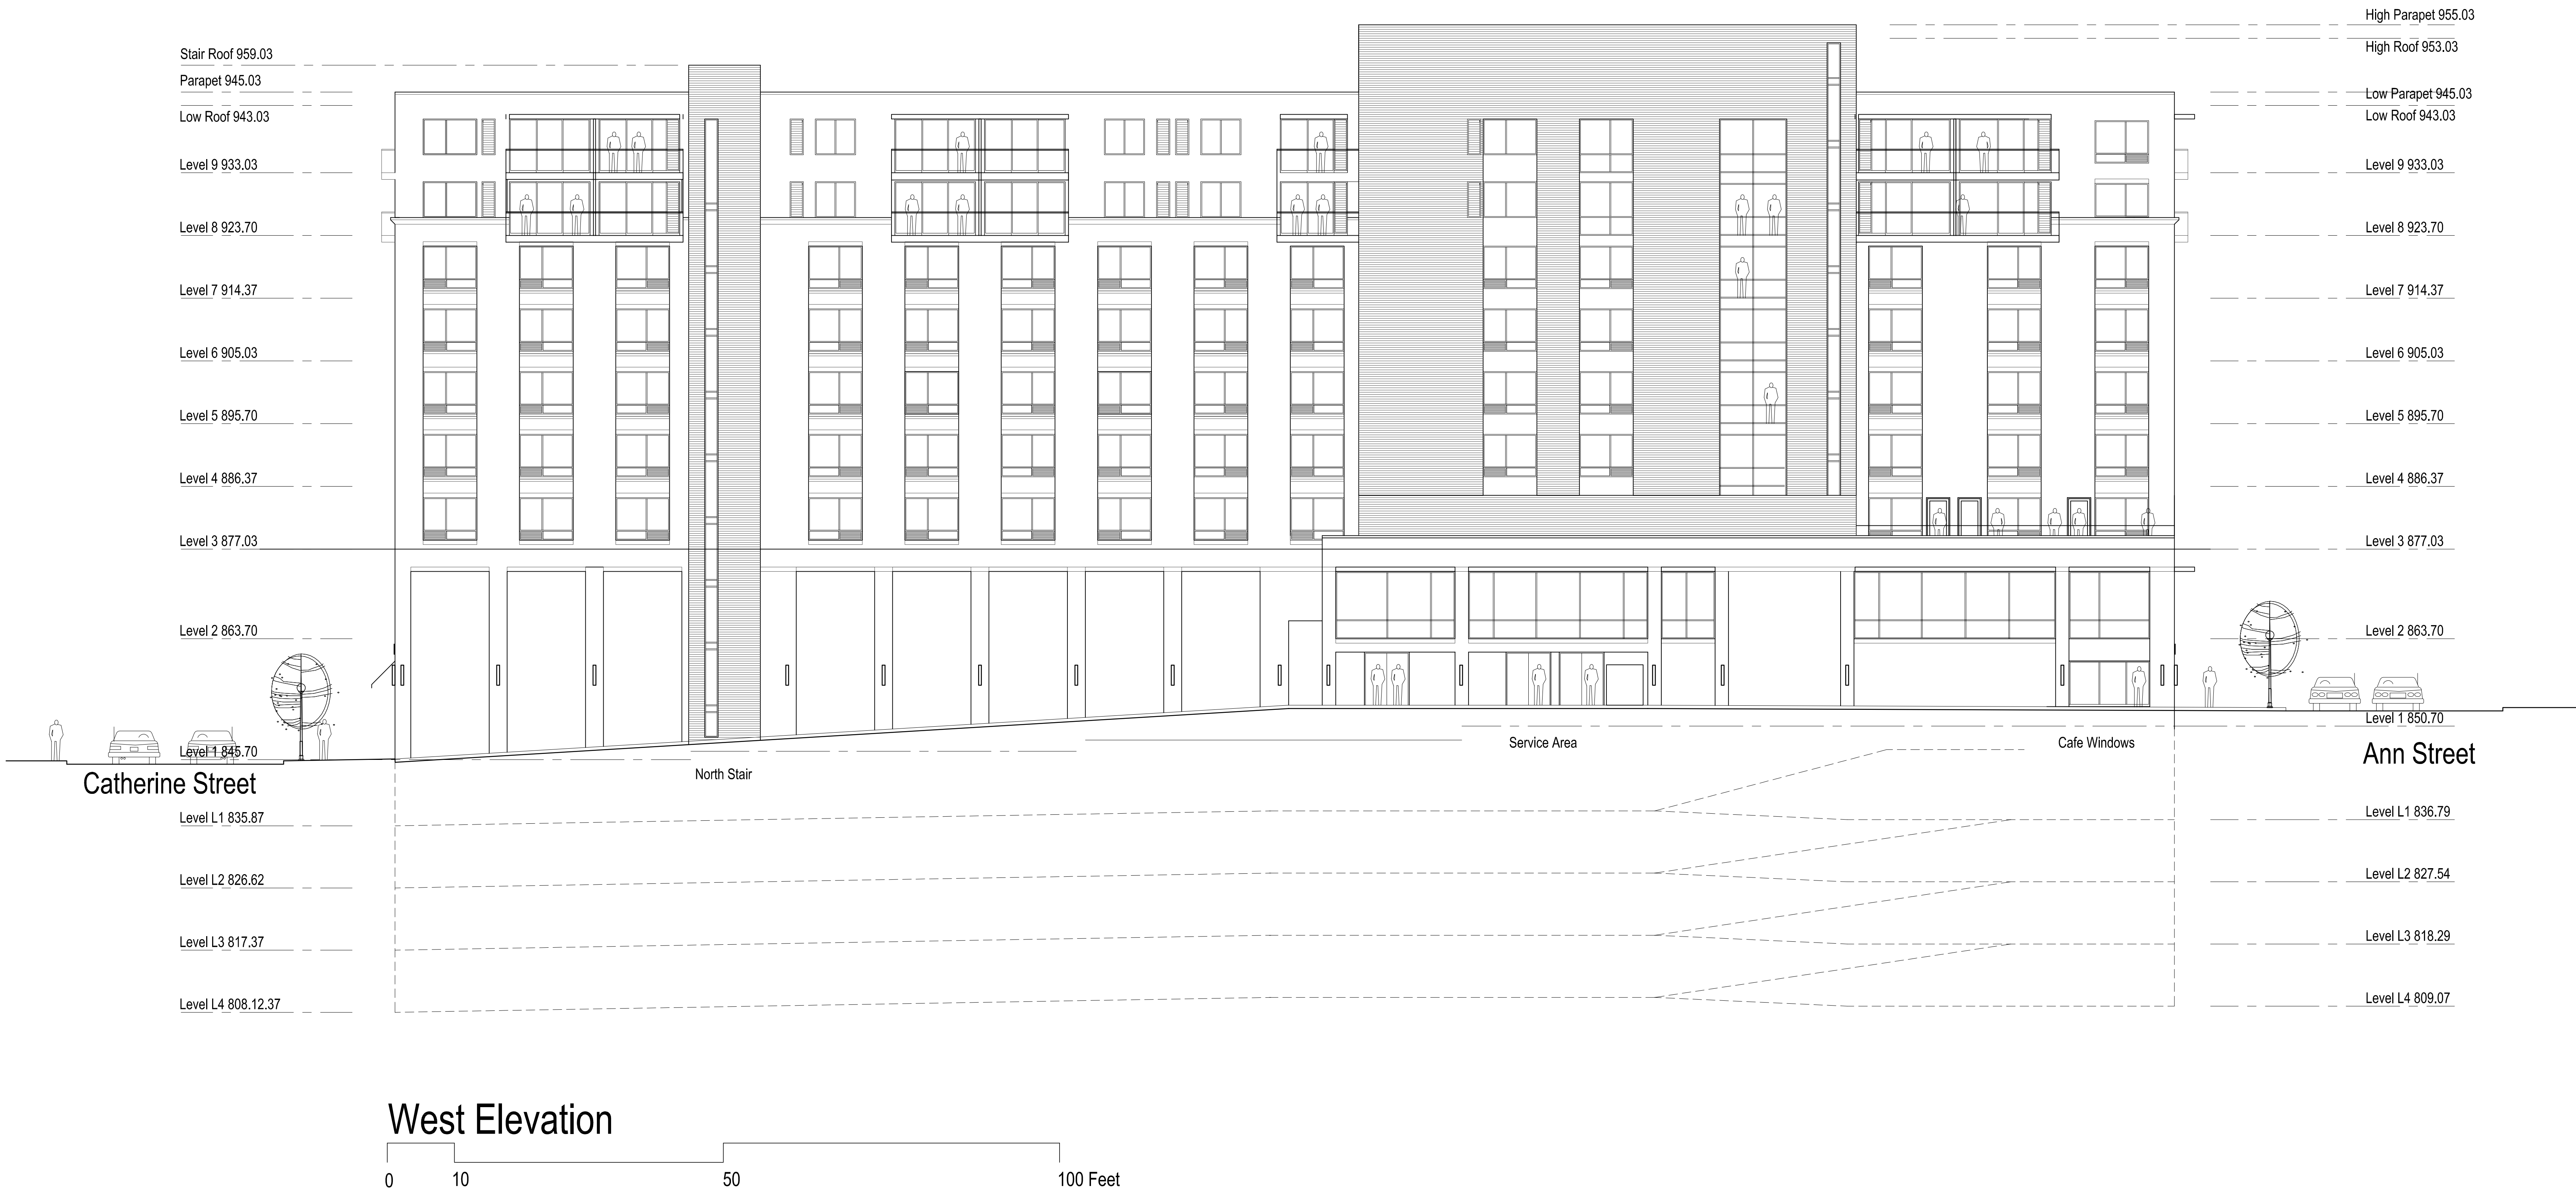 High Parapet 955.03
High Roof 953.03
Stair Roof 959.03
Parapet 945.03
Low Parapet 945.03
Low Roof 943.03
Low Roof 943.03
Level 9 933.03
Level 9 933.03
Level 8 923.70
Level 8 923.70
Level 7 914.37
Level 7 914.37
Level 6 905.03
Level 6 905.03
Level 5 895.70
Level 5 895.70
Level 4 886.37
Level 4 886.37
Level 3 877.03
Level 3 877.03
Level 2 863.70
Level 2 863.70
Level 1 850.70
Level 1 845.70
Service Area
Cafe Windows
Ann Street
North Stair
Catherine Street
Level L1 835.87
Level L1 836.79
Level L2 826.62
Level L2 827.54
Level L3 817.37
Level L3 818.29
Level L4 808.12.37
Level L4 809.07
West Elevation
0
10
50
100 Feet